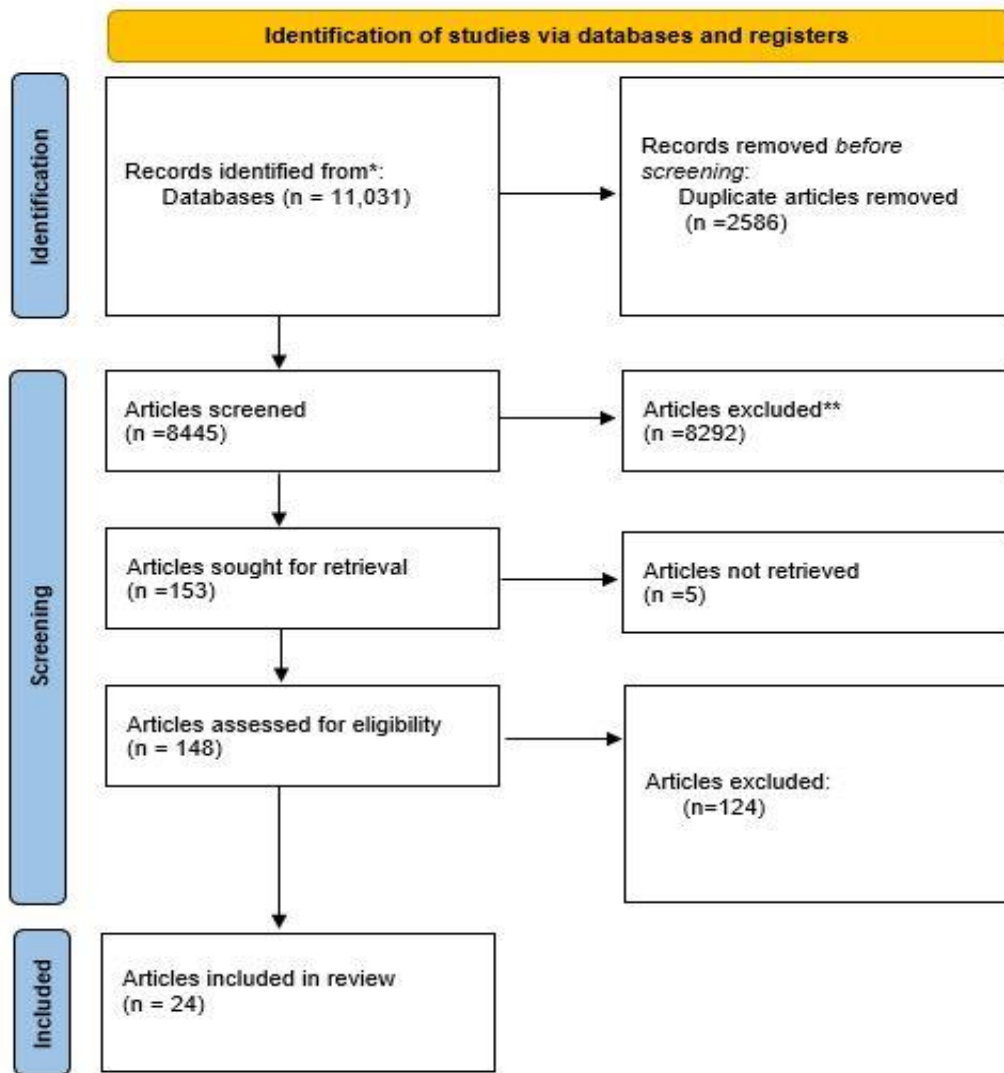 Identification of studies via databases and registers
Identification
Records identified from*:
Databases (n = 11,031)
Records removed before
screening:
Duplicate articles removed
(n =2586)
Screening
Articles screened
(n =8445)
Articles excluded**
(n =8292)
Articles sought for retrieval
(n =153)
Articles not retrieved
(n =5)
Articles assessed for eligibility
(n = 148)
Articles excluded:
(n=124)
Included
Articles included in review
(n = 24)